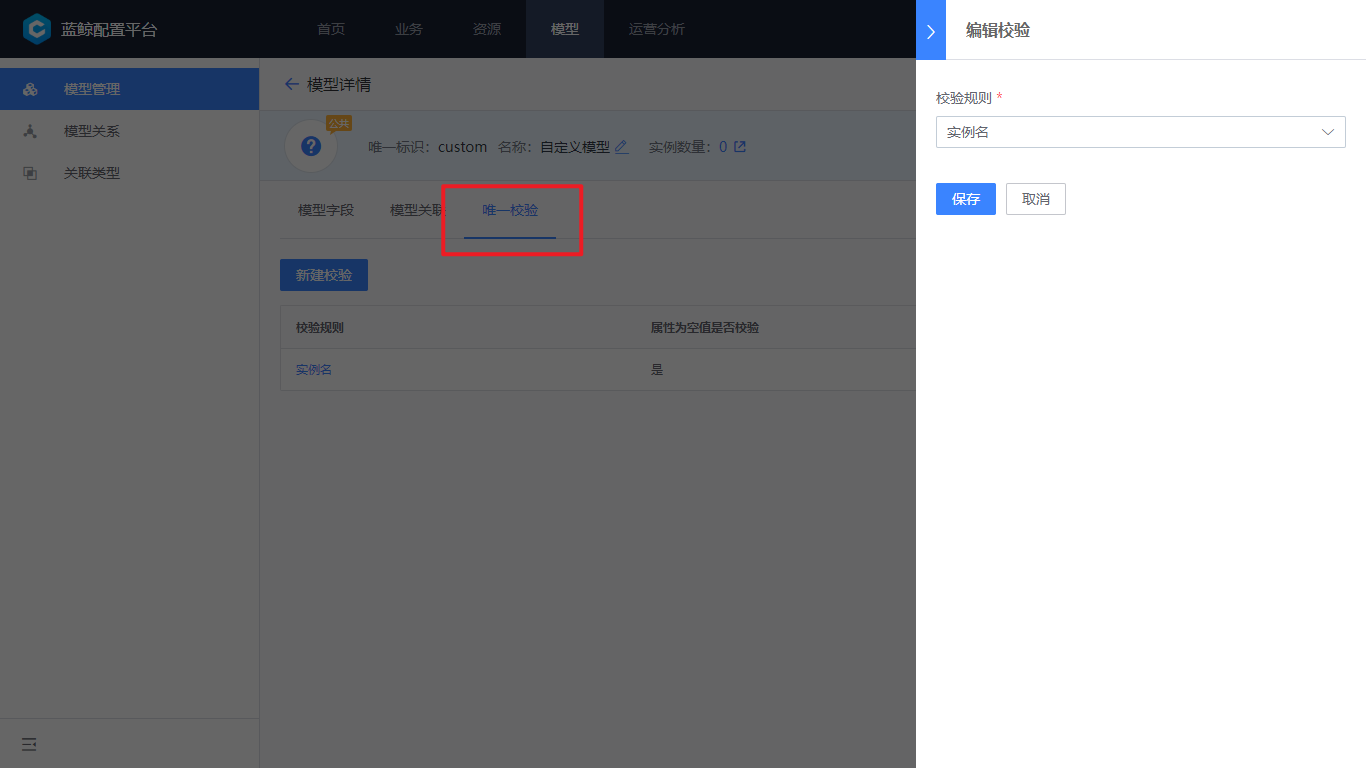 蓝鲸配置平台
首页
业务
资源
模型
运营分析
编辑校验
模型管理
模型关系
关联类型
模型详情
公共
唯一标识: custom 名称: 自定义模型 实例数量: 0
模型字段
模型关联
唯一校验
新建校验
校验规则 属性为空值是否校验
实例名 是
校验规则 *
实例名
保存
取消